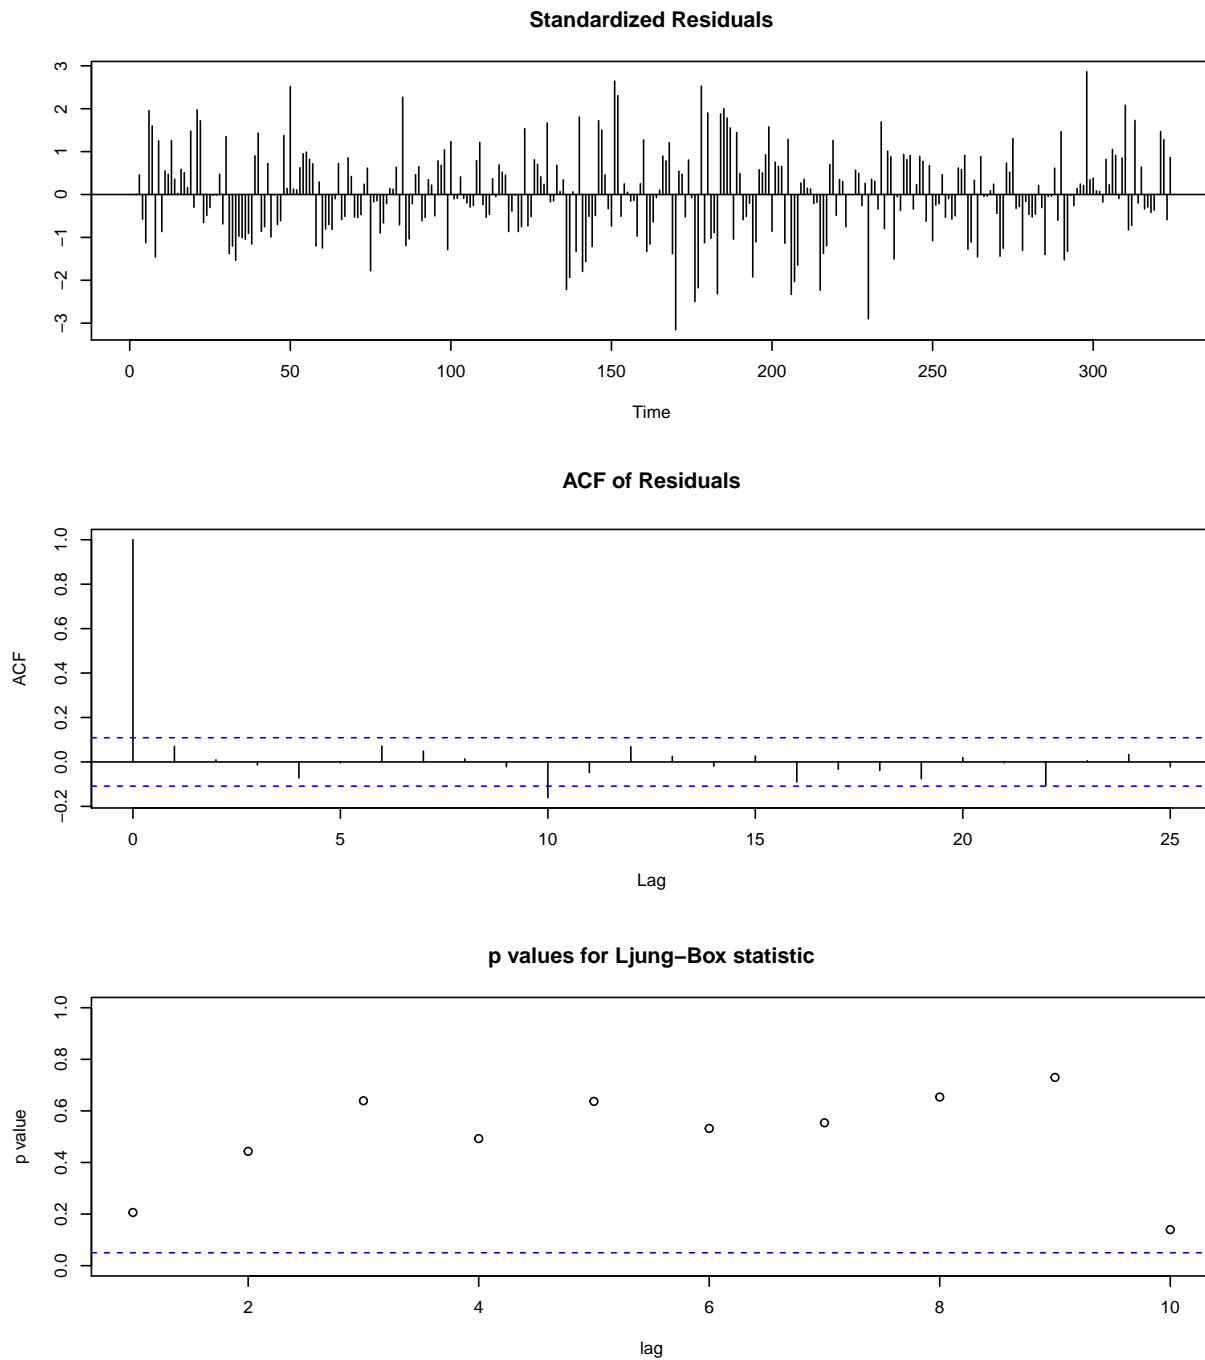 Standardized Residuals
3
2
1
0
−1
−2
−3
0 50 100 150 200 250 300
Time
ACF of Residuals
ACF
1.0
0.8
0.6
0.4
0.2
0.0
−0.2
0 5 10 15 20 25
Lag
p values for Ljung−Box statistic
p value
1.0
0.8
0.6
0.4
0.2
0.0
2 4 6 8 10
lag